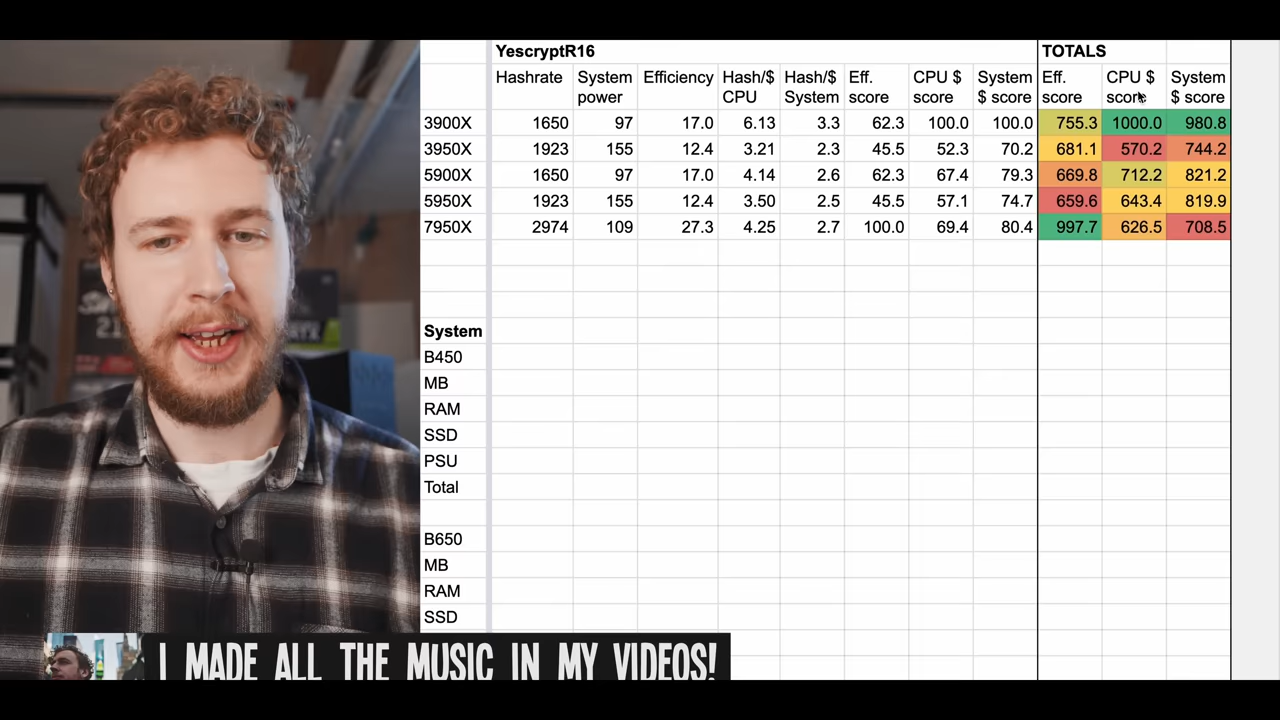 YescryptR16 TOTALS
Hashrate System power Efficiency Hash/$ CPU Hash/$ System Eff. score CPU $ score System $ score Eff. score CPU $ score System $ score
3900X 1650 97 17.0 6.13 3.3 62.3 100.0 100.0 755.3 1000.0 980.8
3950X 1923 155 12.4 3.21 2.3 45.5 52.3 70.2 681.1 570.2 744.2
5900X 1650 97 17.0 4.14 2.6 62.3 67.4 79.3 669.8 712.2 821.2
5950X 1923 155 12.4 3.50 2.5 45.5 57.1 74.7 659.6 643.4 819.9
7950X 2974 109 27.3 4.25 2.7 100.0 69.4 80.4 997.7 626.5 708.5
System
B450
MB
RAM
SSD
PSU
Total
B650
MB
RAM
SSD
I MADE ALL THE MUSIC IN MY VIDEOS!